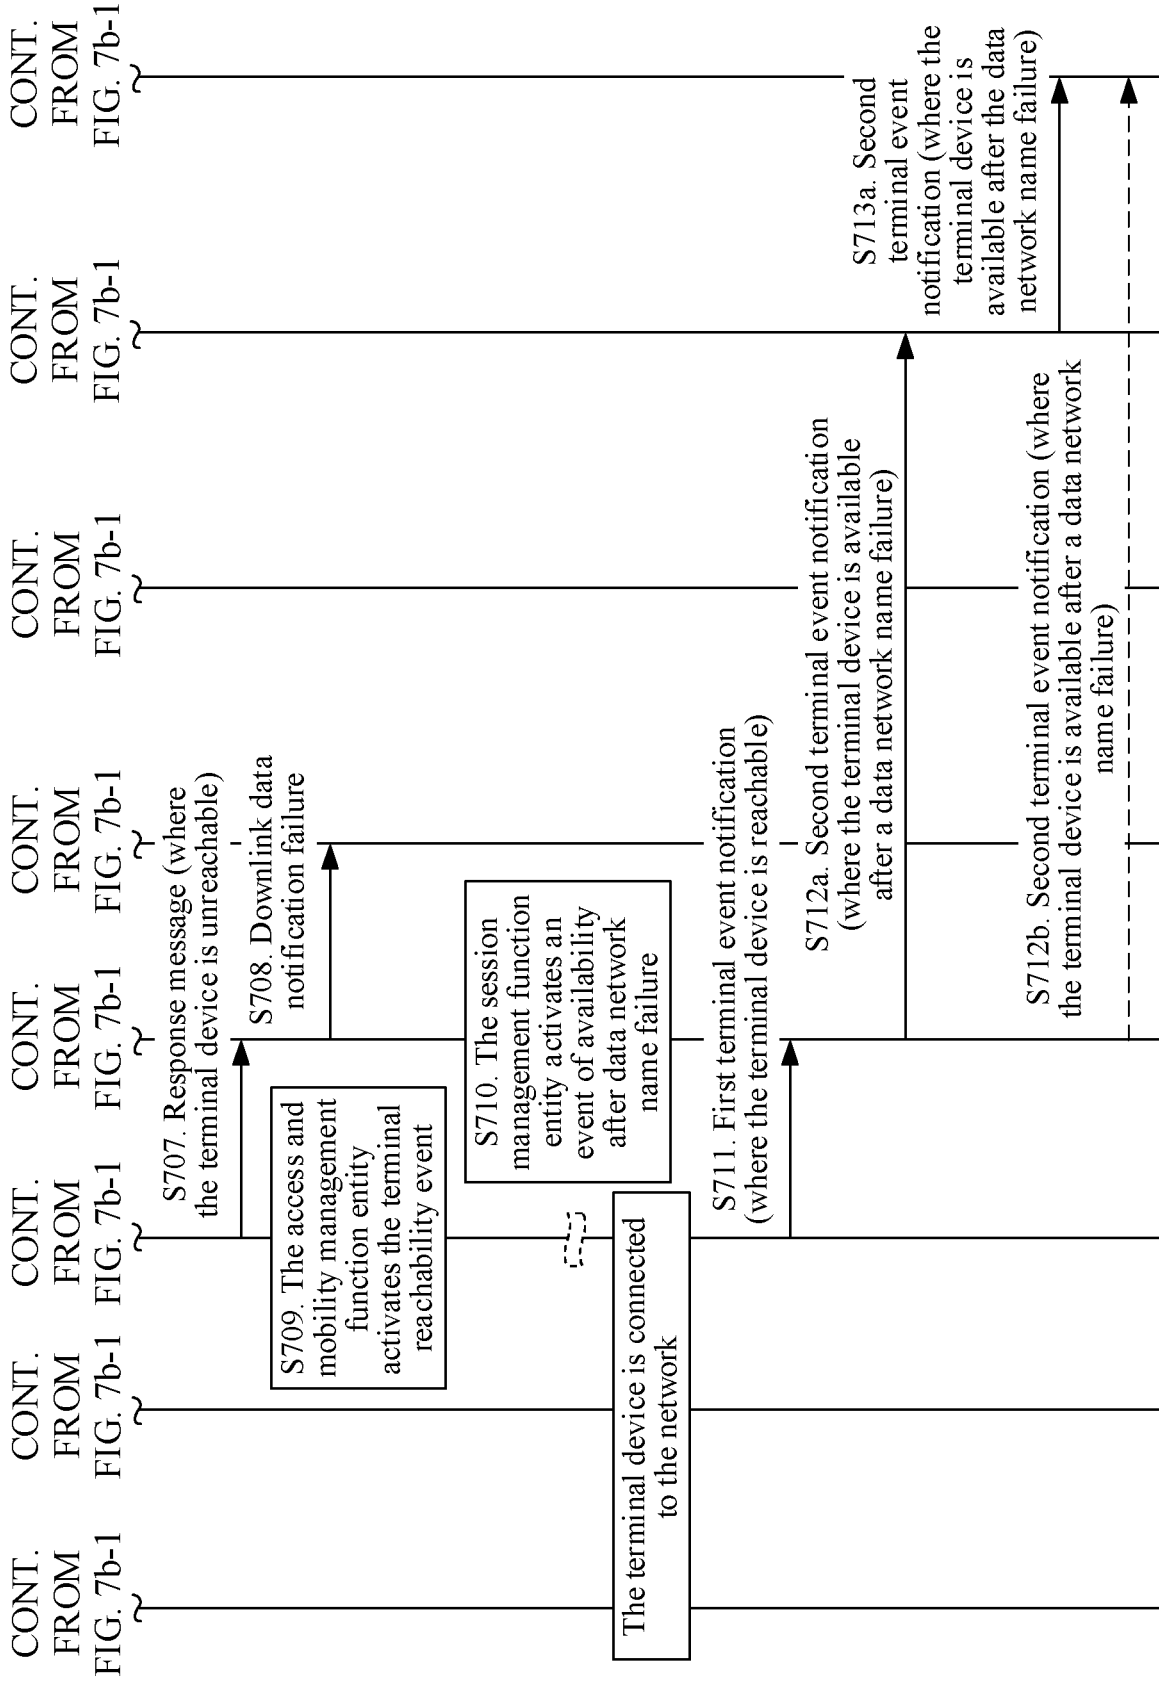 CONT.
FROM
FIG. 7b-1
CONT.
FROM
FIG. 7b-1
CONT.
FROM
FIG. 7b-1
CONT.
FROM
FIG. 7b-1
CONT.
FROM
FIG. 7b-1
CONT.
FROM
FIG. 7b-1
CONT.
FROM
FIG. 7b-1
CONT.
FROM
FIG. 7b-1
S707. Response message (where
the terminal device is unreachable)
S708. Downlink data
notification failure
S709. The access and
mobility management
function entity
activates the terminal
reachability event
S710. The session
management function
entity activates an
event of availability
after data network
name failure
The terminal device is connected
to the network
S711. First terminal event notification
(where the terminal device is reachable)
S712a. Second terminal event notification
(where the terminal device is available
after a data network name failure)
S713a. Second
terminal event
notification (where the
terminal device is
available after the data
network name failure)
S712b. Second terminal event notification (where
the terminal device is available after a data network
name failure)